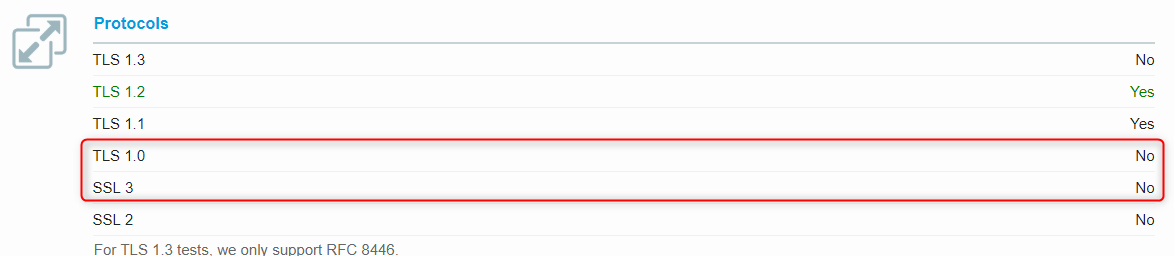 Protocols
TLS 1.3 No
TLS 1.2 Yes
TLS 1.1 Yes
TLS 1.0 No
SSL 3 No
SSL 2 No
For TLS 1.3 tests, we only support RFC 8446.